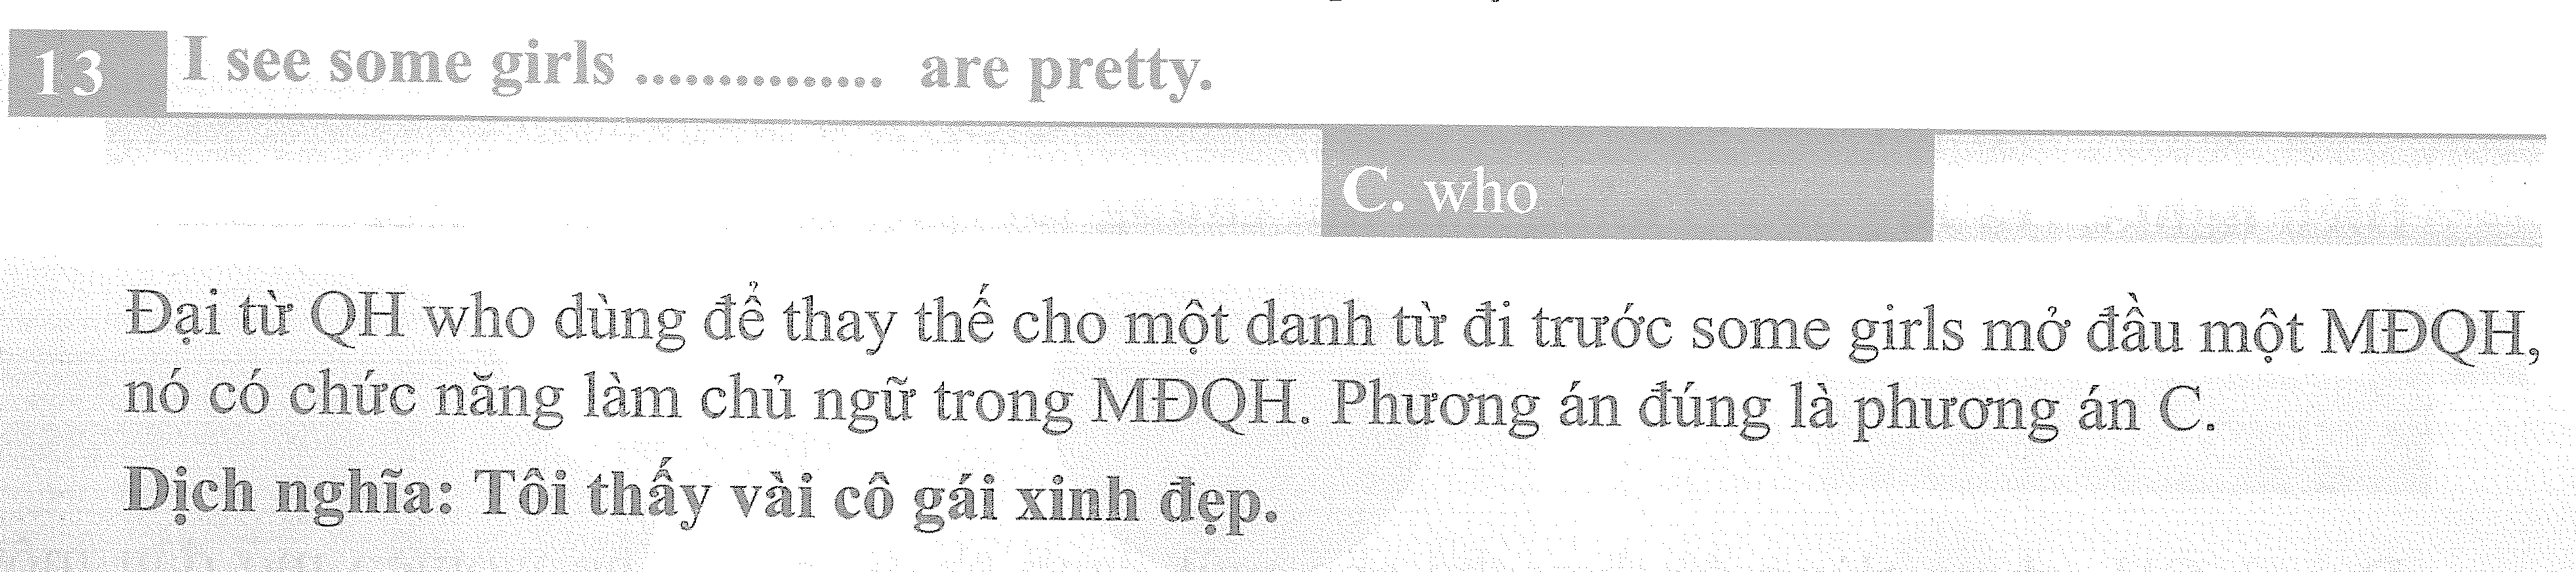 13 I see some girls ............... are pretty.
C. who
Đại từ QH who dùng để thay thế cho một danh từ đi trước some girls mở đầu một MĐQH,
nó có chức năng làm chủ ngữ trong MĐQH. Phương án đúng là phương án C.
Dịch nghĩa: Tôi thấy vài cô gái xinh đẹp.